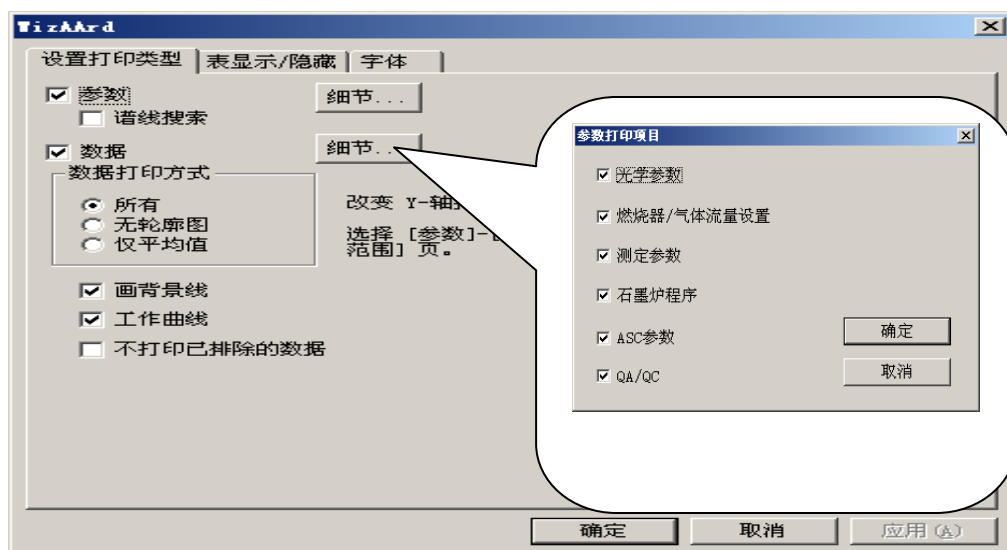 WizAArd
设置打印类型 表显示/隐藏 字体
参数 细节...
谱线搜索
数据 细节...
数据打印方式
所有
无轮廓图
仅平均值
改变 Y-轴
选择 [参数]-
范围] 页。
画背景线
工作曲线
不打印已排除的数据
参数打印项目
光学参数
燃烧器/气体流量设置
测定参数
石墨炉程序
ASC参数
QA/QC
确定
取消
确定 取消 应用(A)